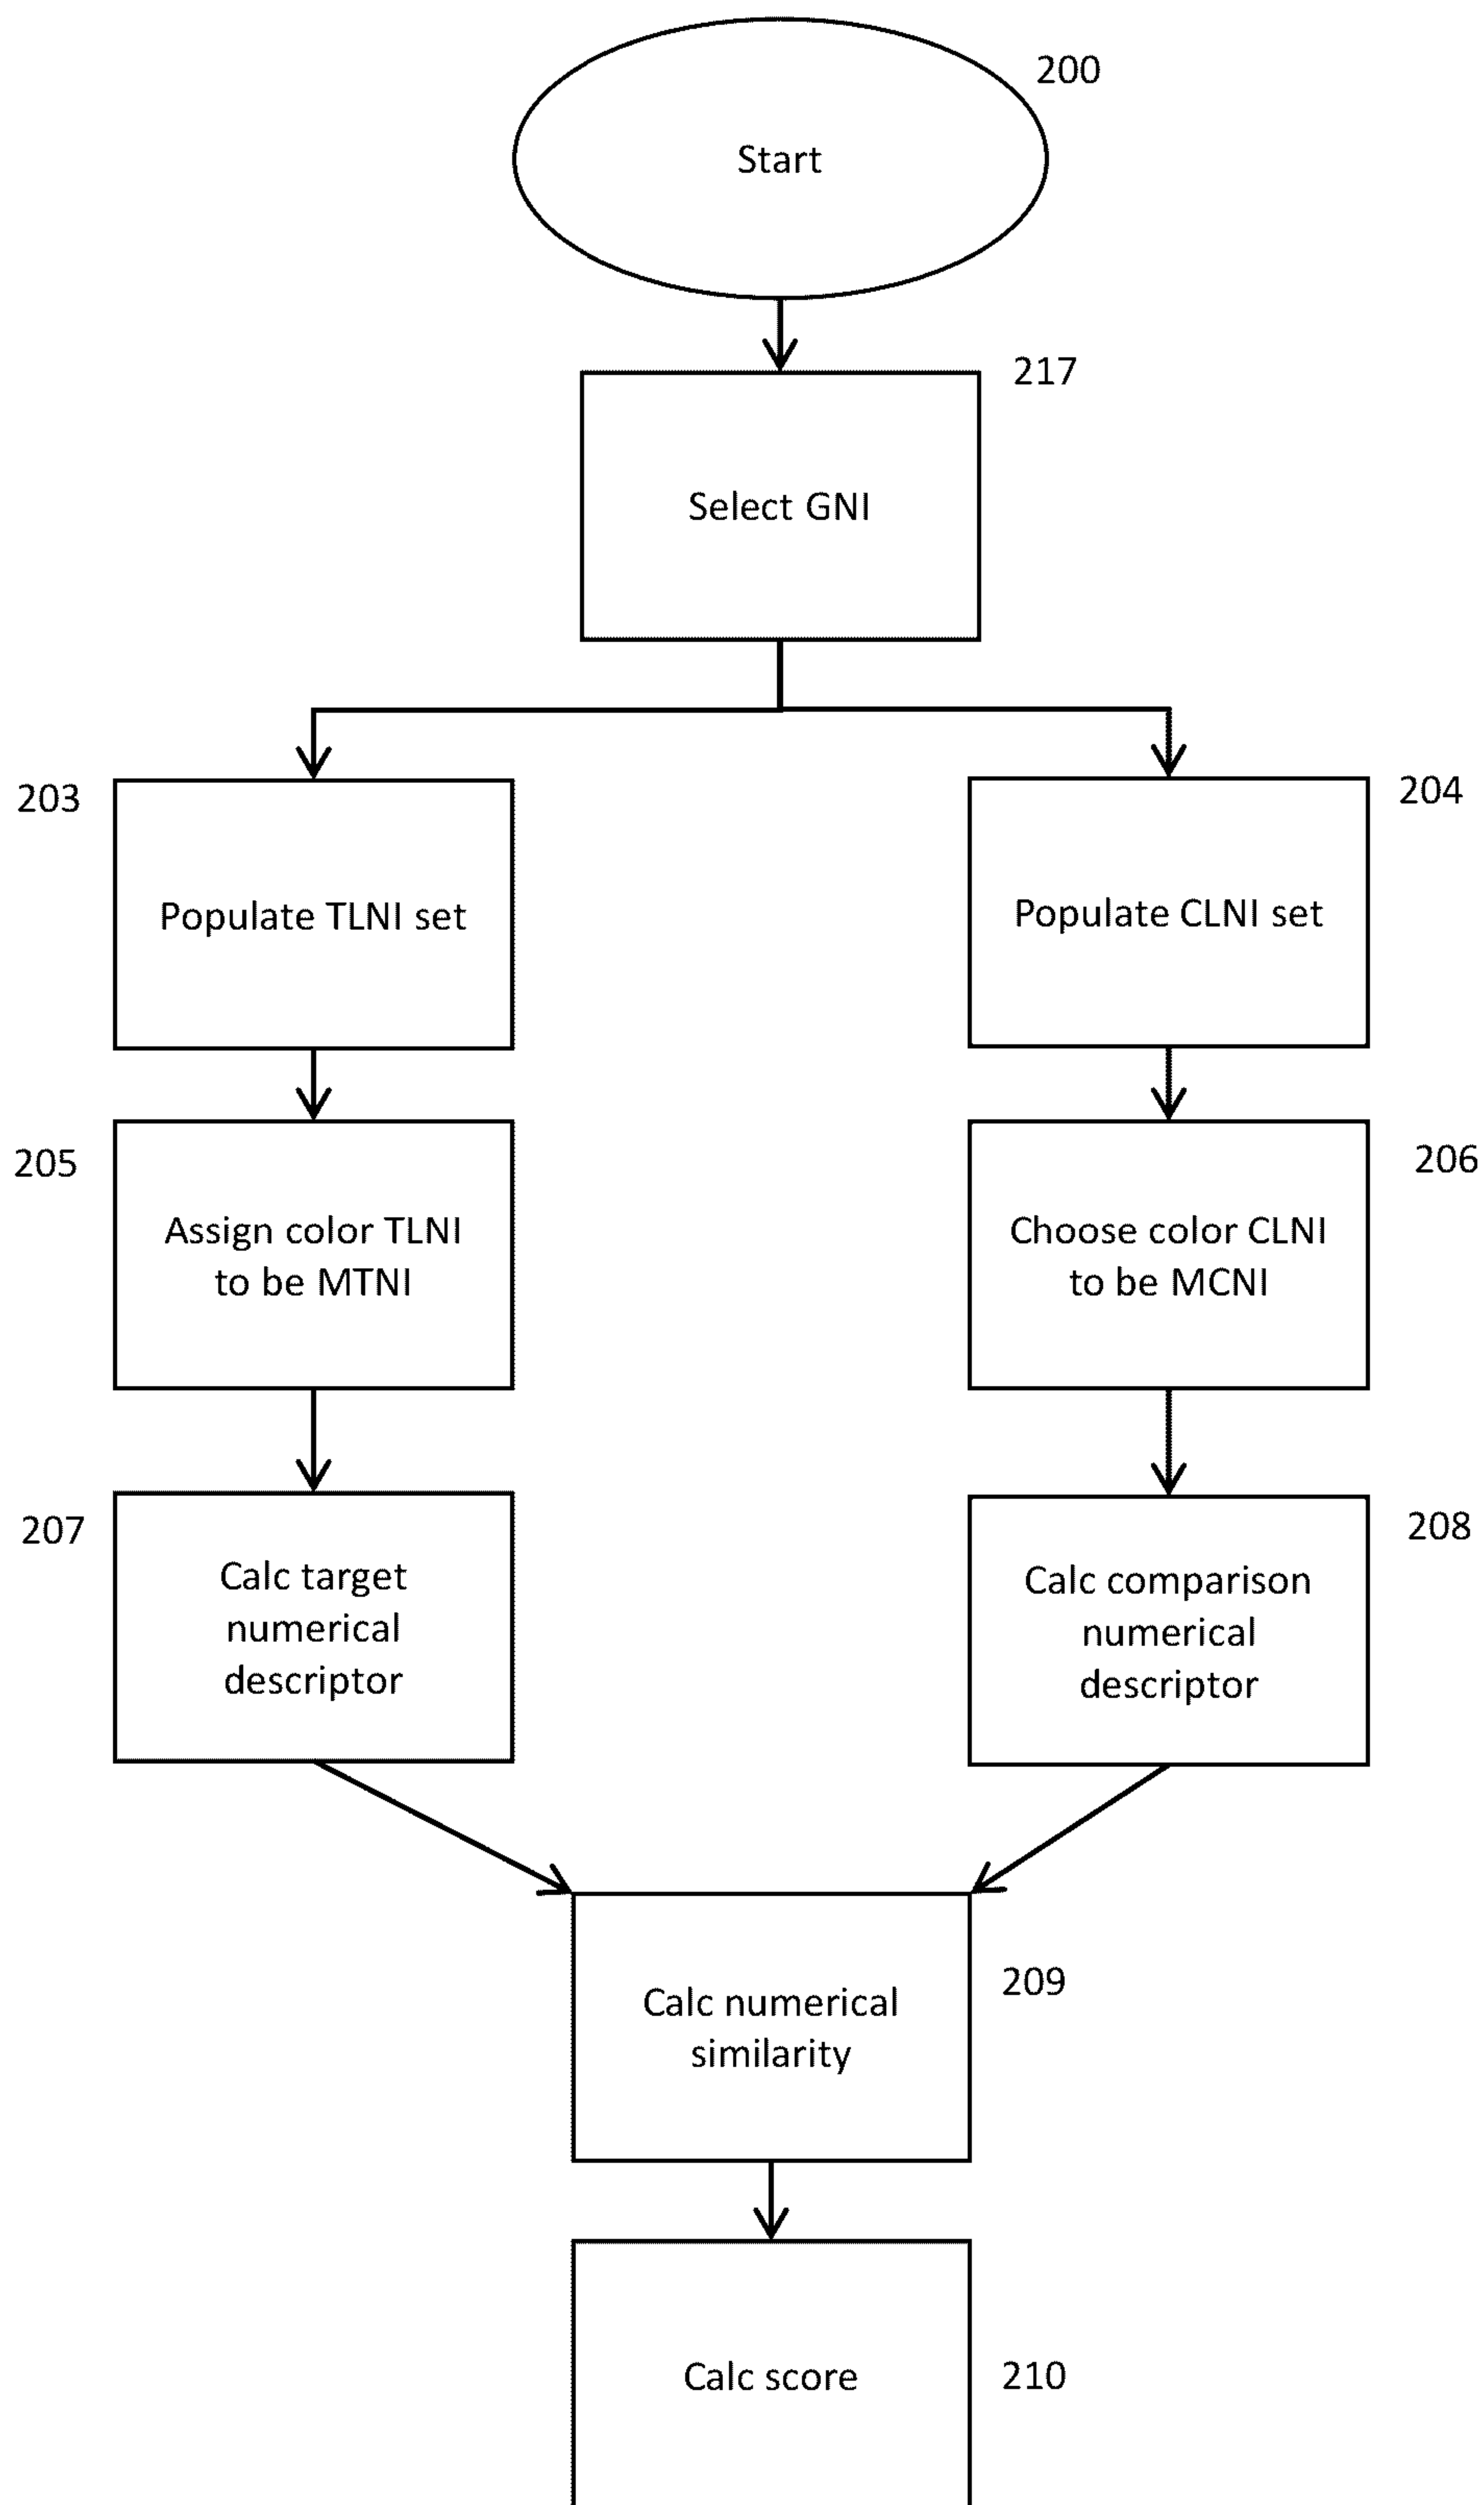 200
Start
217
Select GNI
203
Populate TLNI set
204
Populate CLNI set
205
Assign color TLNI
to be MTNI
206
Choose color CLNI
to be MCNI
207
Calc target
numerical
descriptor
208
Calc comparison
numerical
descriptor
209
Calc numerical
similarity
Calc score
210